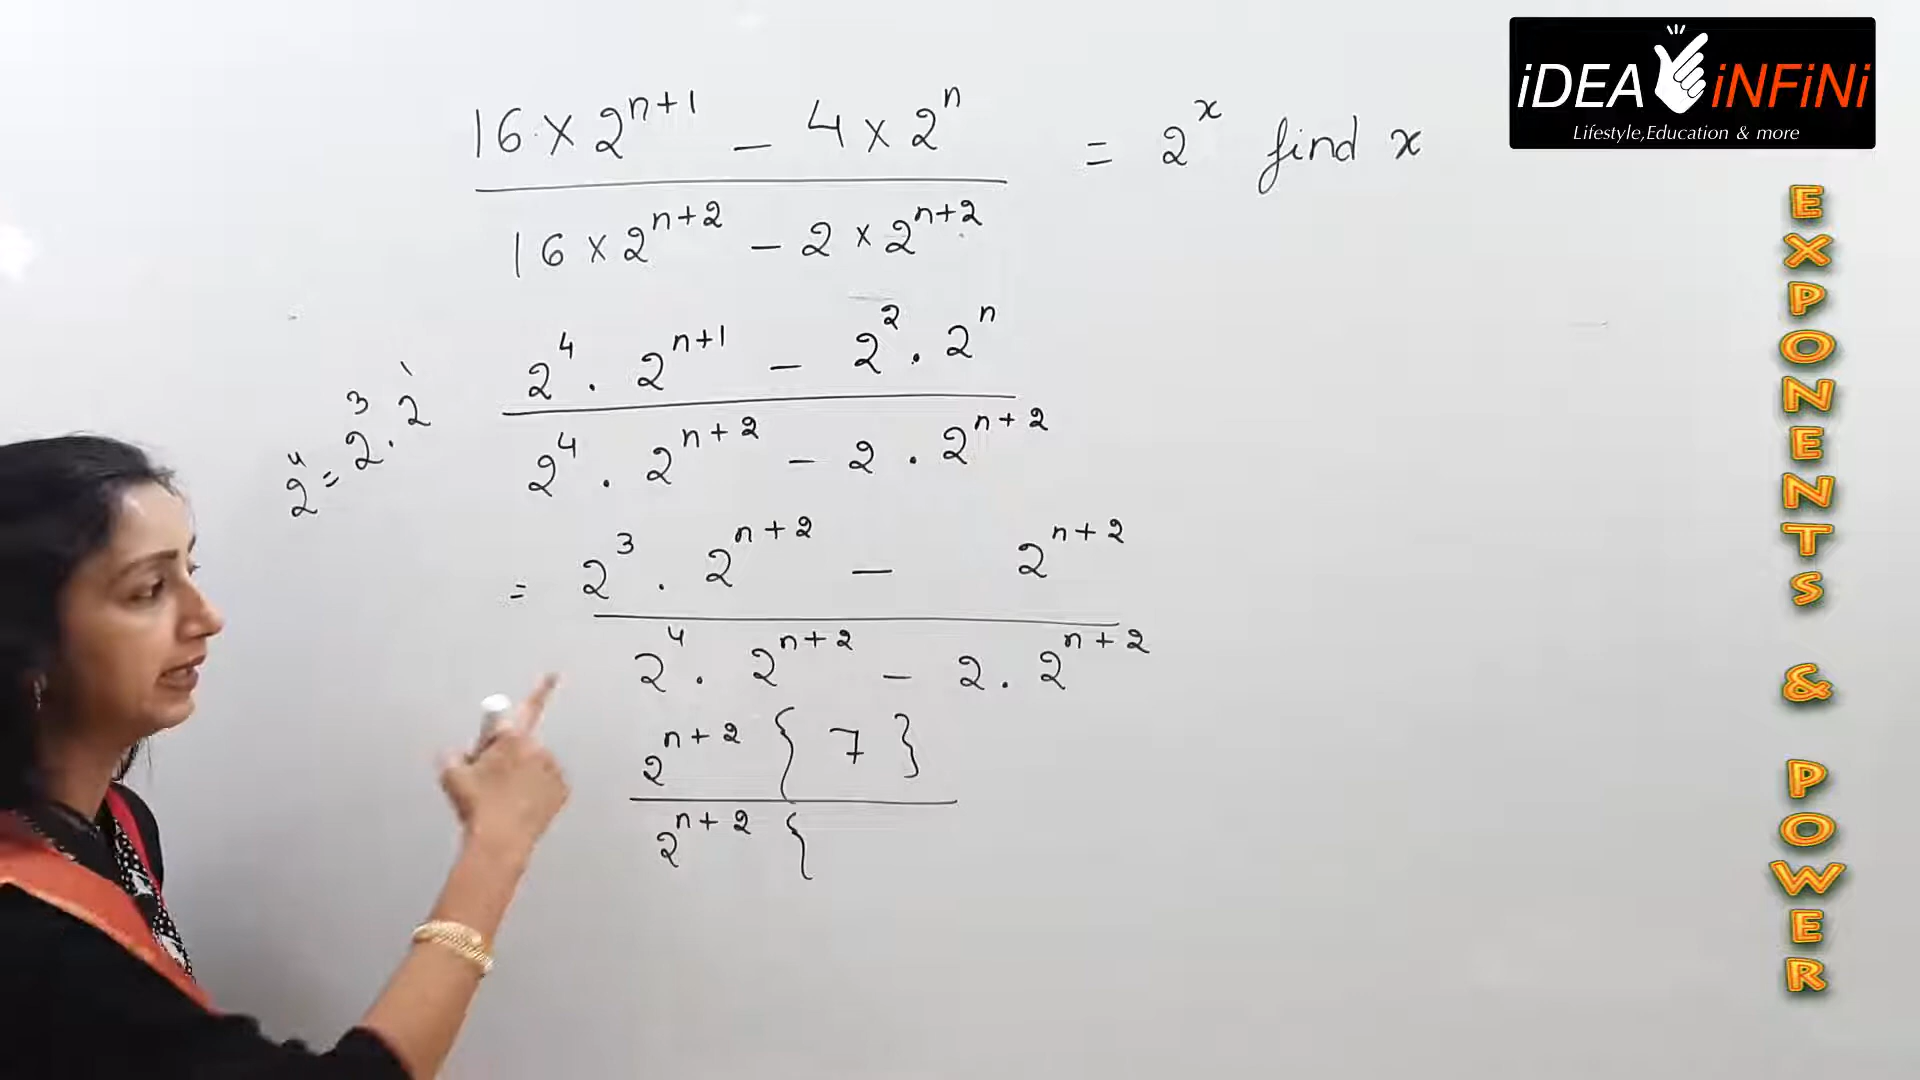 iDEA iNFiNi
Lifestyle,Education & more
16 × 2^{n+1} - 4 × 2^n
= 2^x find x
16 × 2^{n+2} - 2 × 2^{n+2}
2^4 . 2^{n+1} - 2^2 . 2^n
2^4 . 2^{n+2} - 2 . 2^{n+2}
2^4 = 2^3 . 2^1
= 2^3 . 2^{n+2} - 2^{n+2}
2^4 . 2^{n+2} - 2 . 2^{n+2}
2^{n+2} { 7 }
2^{n+2} {
EXPONENTS
&
POWER